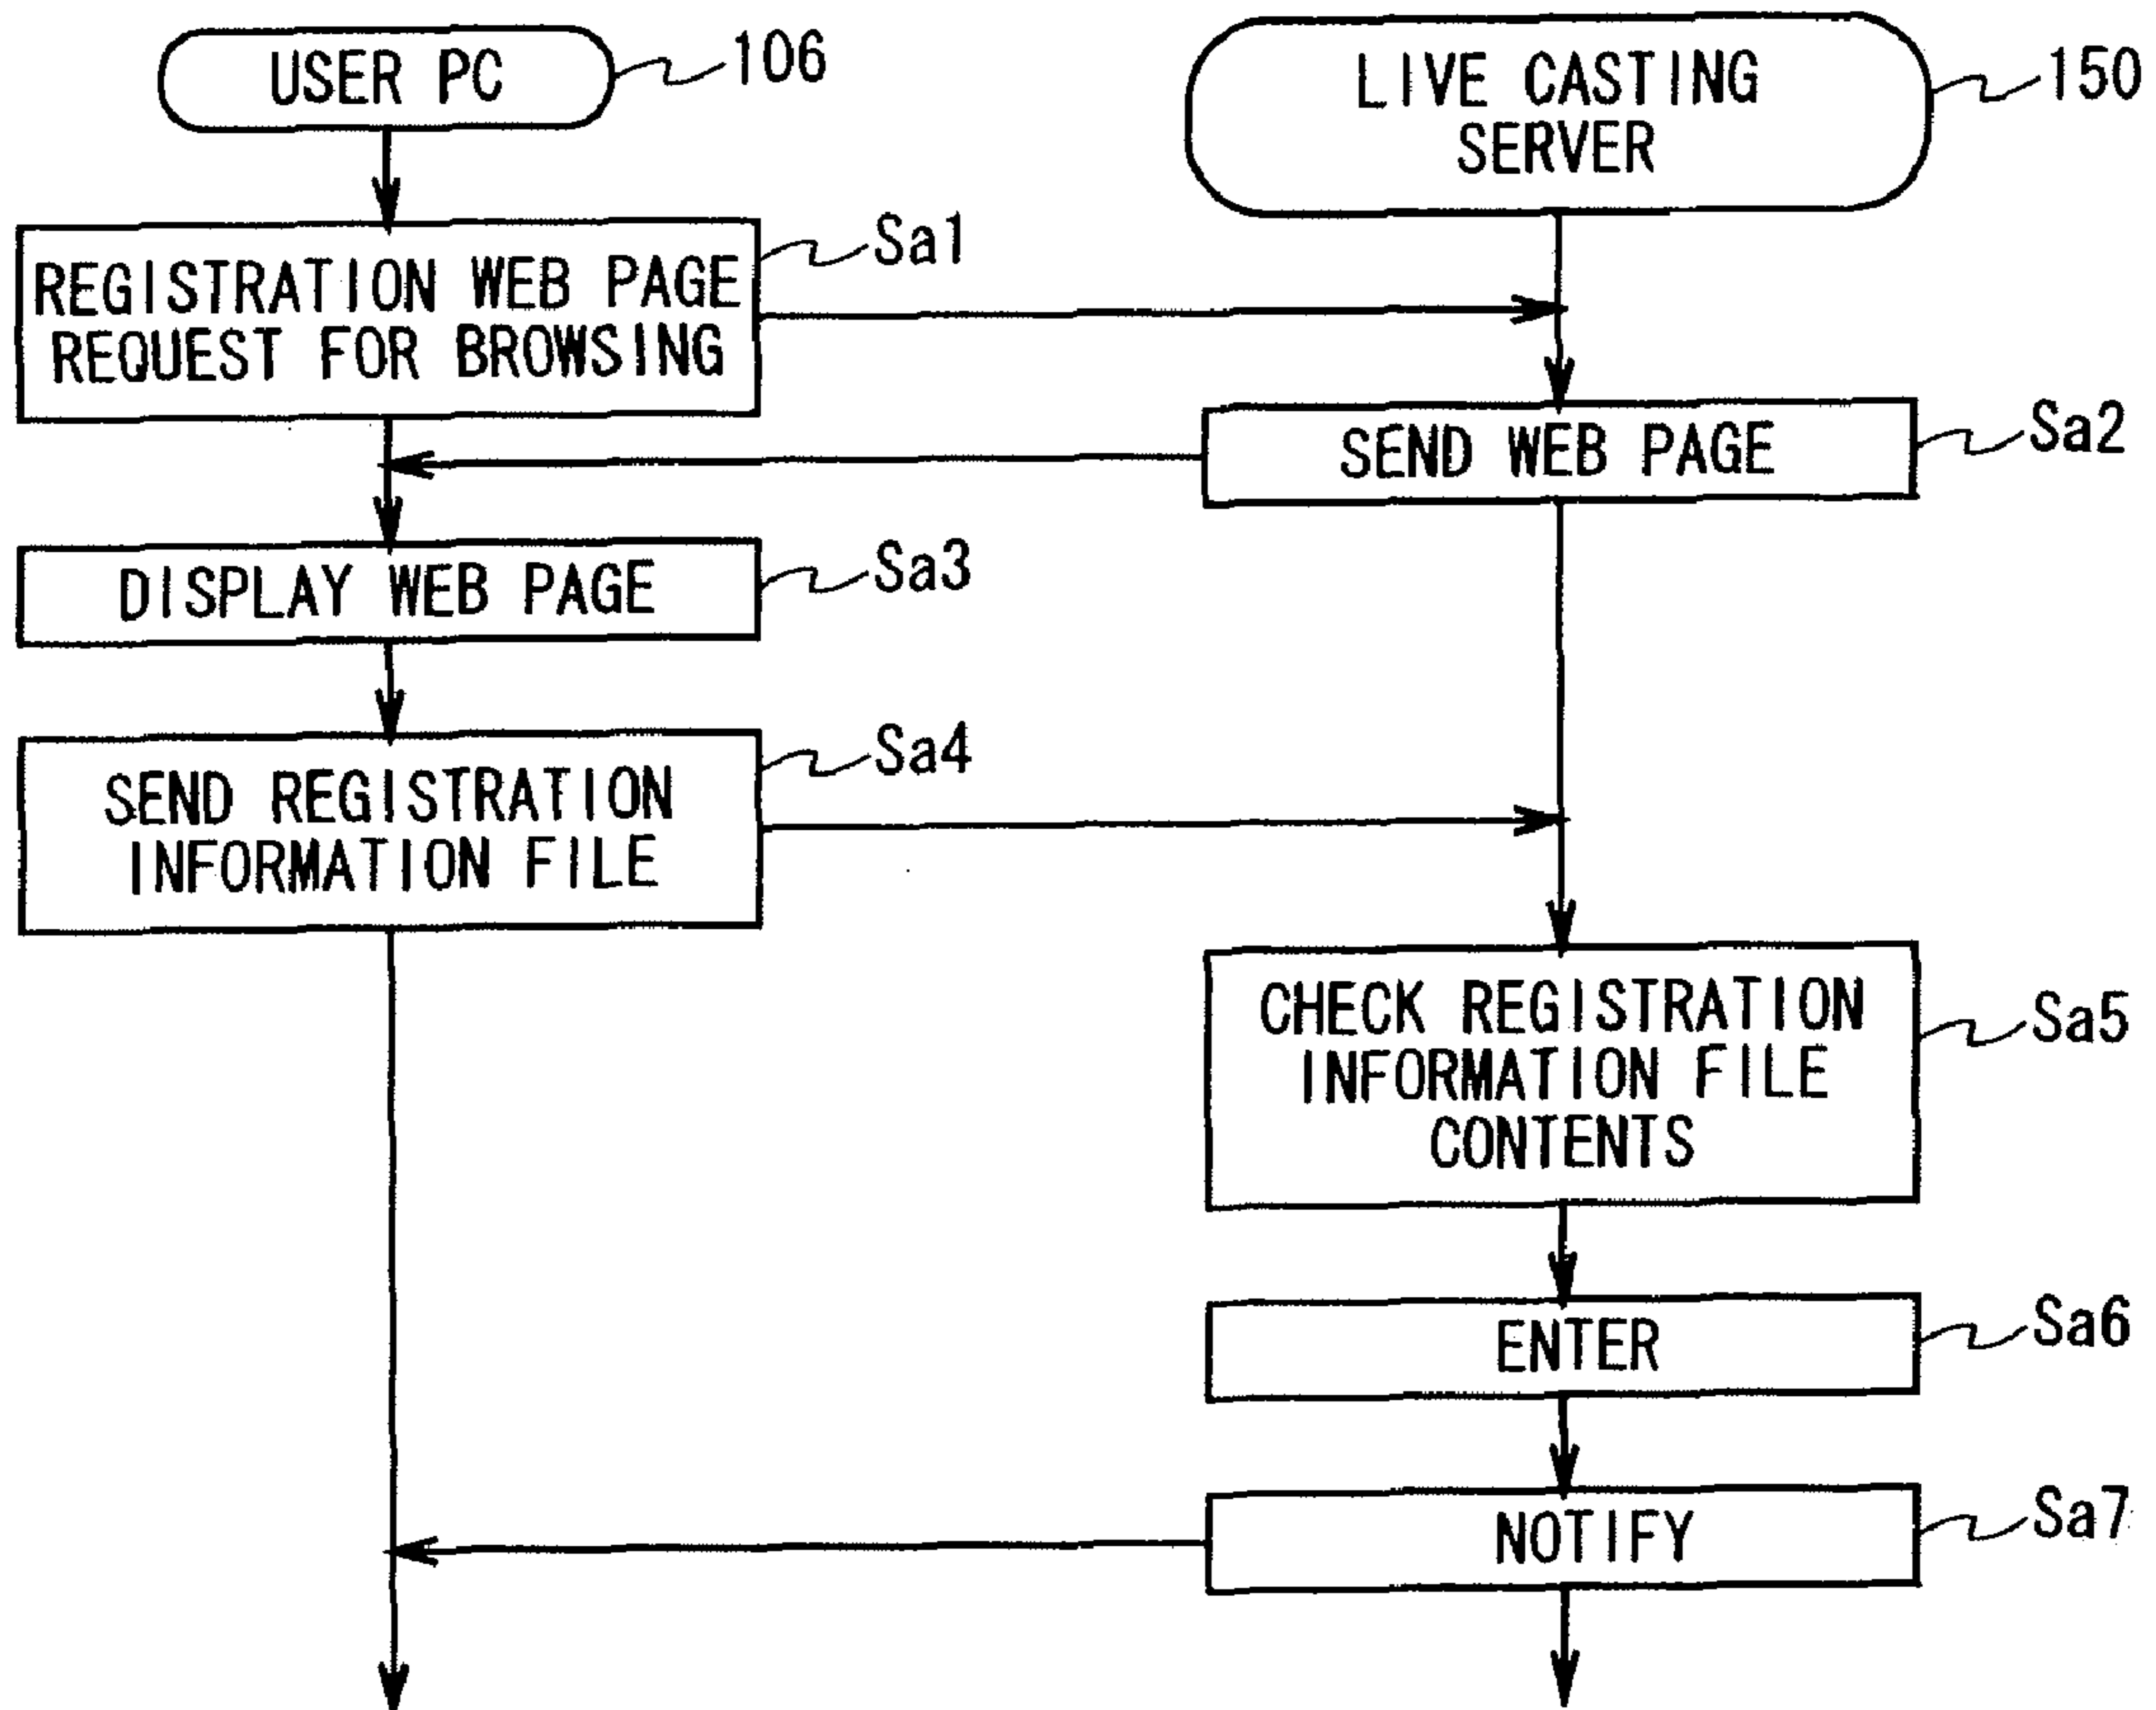 USER PC
106
LIVE CASTING
SERVER
150
REGISTRATION WEB PAGE
REQUEST FOR BROWSING
Sa1
SEND WEB PAGE
Sa2
DISPLAY WEB PAGE
Sa3
SEND REGISTRATION
INFORMATION FILE
Sa4
CHECK REGISTRATION
INFORMATION FILE
CONTENTS
Sa5
ENTER
Sa6
NOTIFY
Sa7